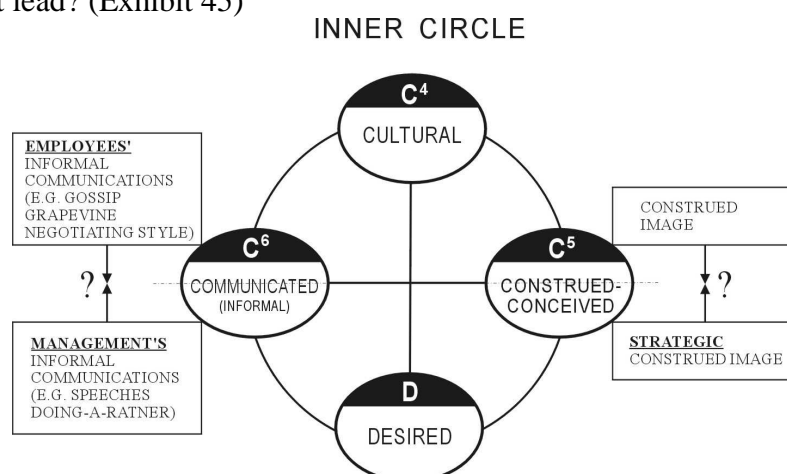 t lead? (Exhibit 45)
INNER CIRCLE
C⁴
CULTURAL
EMPLOYEES'
INFORMAL
COMMUNICATIONS
(E.G. GOSSIP
GRAPEVINE
NEGOTIATING STYLE)
?
MANAGEMENT'S
INFORMAL
COMMUNICATIONS
(E.G. SPEECHES
DOING-A-RATNER)
C⁶
COMMUNICATED
(INFORMAL)
C⁵
CONSTRUED-
CONCEIVED
CONSTRUED
IMAGE
?
STRATEGIC
CONSTRUED IMAGE
D
DESIRED